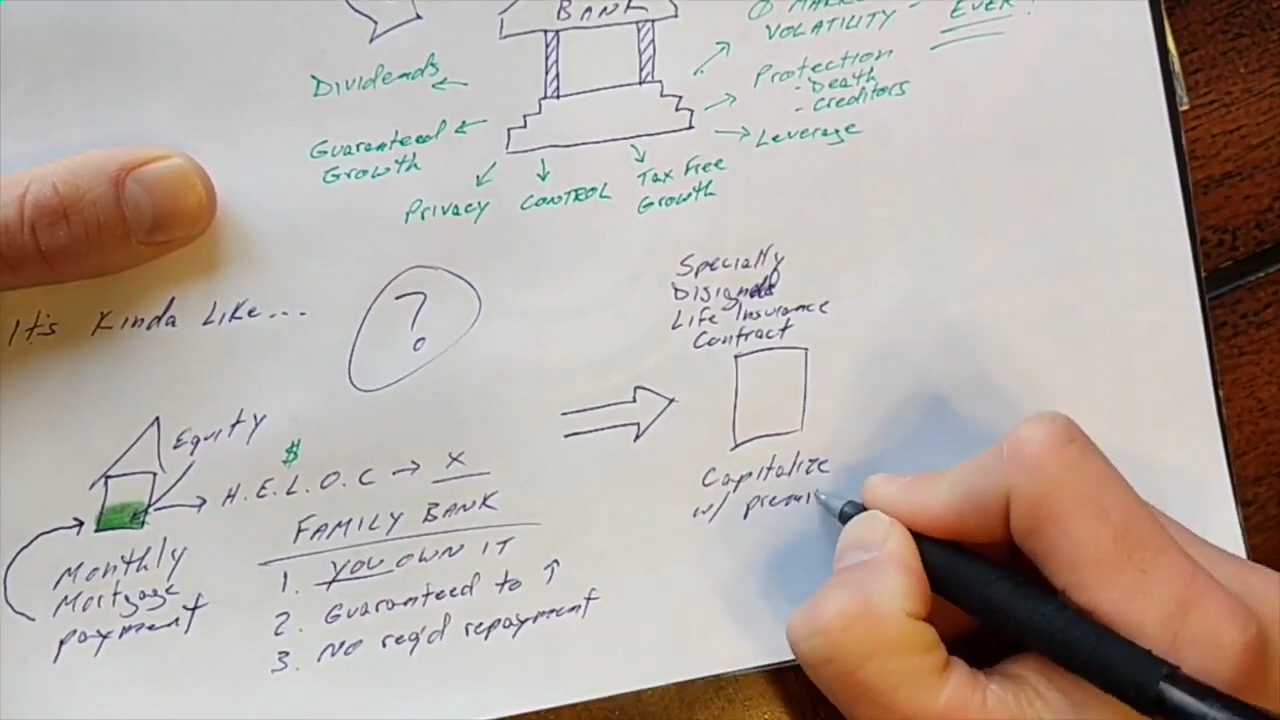 BANK
VOLATILITY -
EVER!
Dividends
Protection
- Death
- Creditors
Guaranteed
Growth
Leverage
Privacy
CONTROL
Tax Free
Growth
It's Kinda Like...
?
Specially
Disigned
Life Insurance
Contract
Equity
$
H.E.L.O.C → X
Capitalize
w/ premi
FAMILY BANK
1. YOU OWN IT
2. Guaranteed to ↑
3. No req'd repayment
Monthly
Mortgage
payment